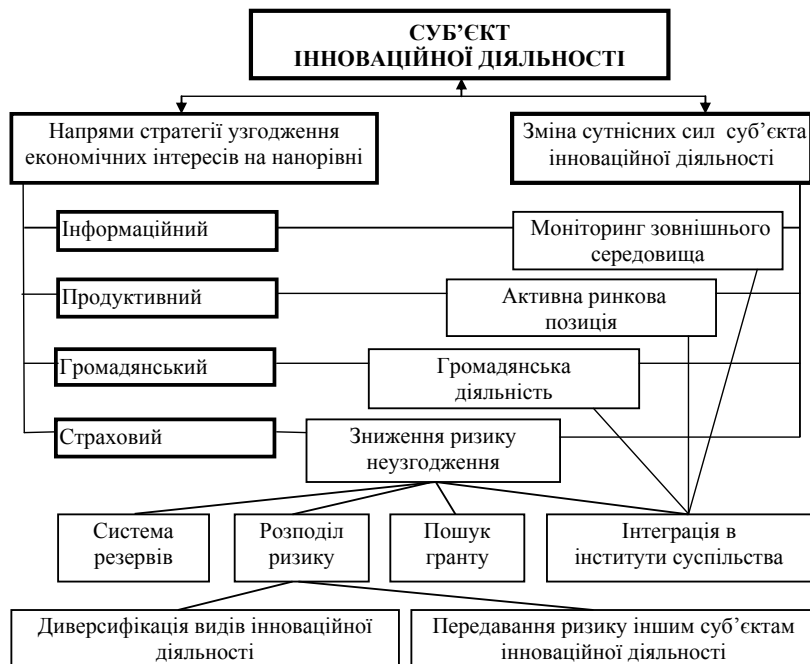 СУБ’ЄКТ
ІННОВАЦІЙНОЇ ДІЯЛЬНОСТІ
Напрями стратегії узгодження
економічних інтересів на нанорівні
Зміна сутнісних сил суб’єкта
інноваційної діяльності
Інформаційний
Моніторинг зовнішнього
середовища
Продуктивний
Активна ринкова
позиція
Громадянський
Громадянська
діяльність
Страховий
Зниження ризику
неузгодження
Система
резервів
Розподіл
ризику
Пошук
гранту
Інтеграція в
інститути суспільства
Диверсифікація видів інноваційної
діяльності
Передавання ризику іншим суб’єктам
інноваційної діяльності